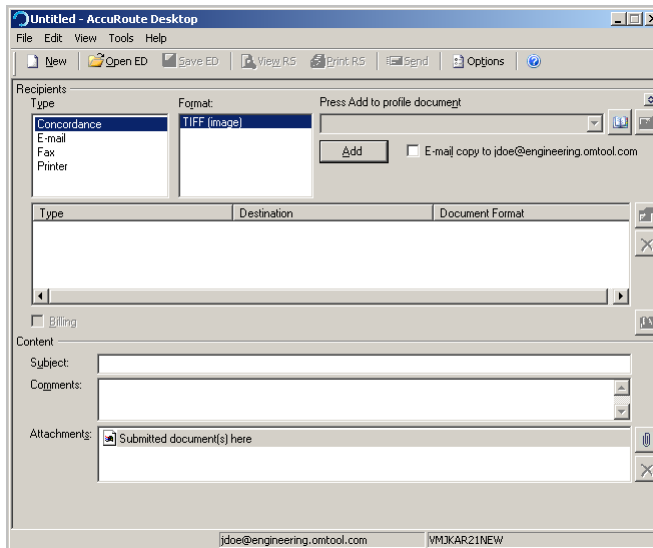 Untitled - AccuRoute Desktop
File Edit View Tools Help
New Open ED Save ED View RS Print RS Send Options
Recipients
Type Format: Press Add to profile document
Concordance TIFF (image)
E-mail
Fax
Printer
Add E-mail copy to jdoe@engineering.omtool.com
Type Destination Document Format
Billing
Content
Subject:
Comments:
Attachments: Submitted document(s) here
jdoe@engineering.omtool.com VMJKAR21NEW